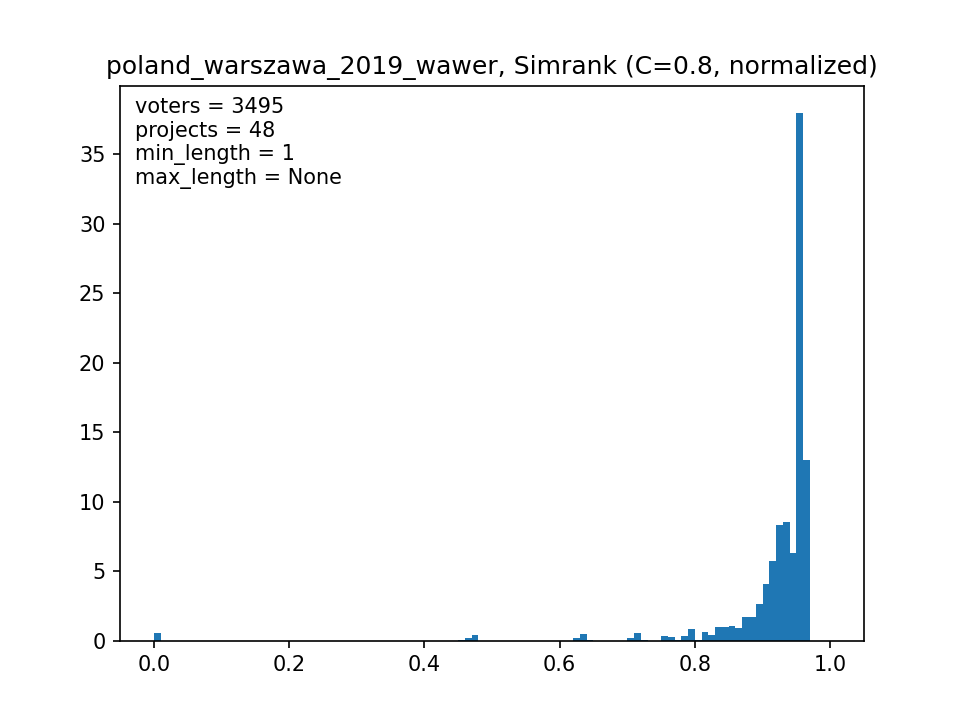 poland_warszawa_2019_wawer, Simrank (C=0.8, normalized)
voters = 3495
projects = 48
min_length = 1
max_length = None
35
30
25
20
15
10
5
0
0.0 0.2 0.4 0.6 0.8 1.0